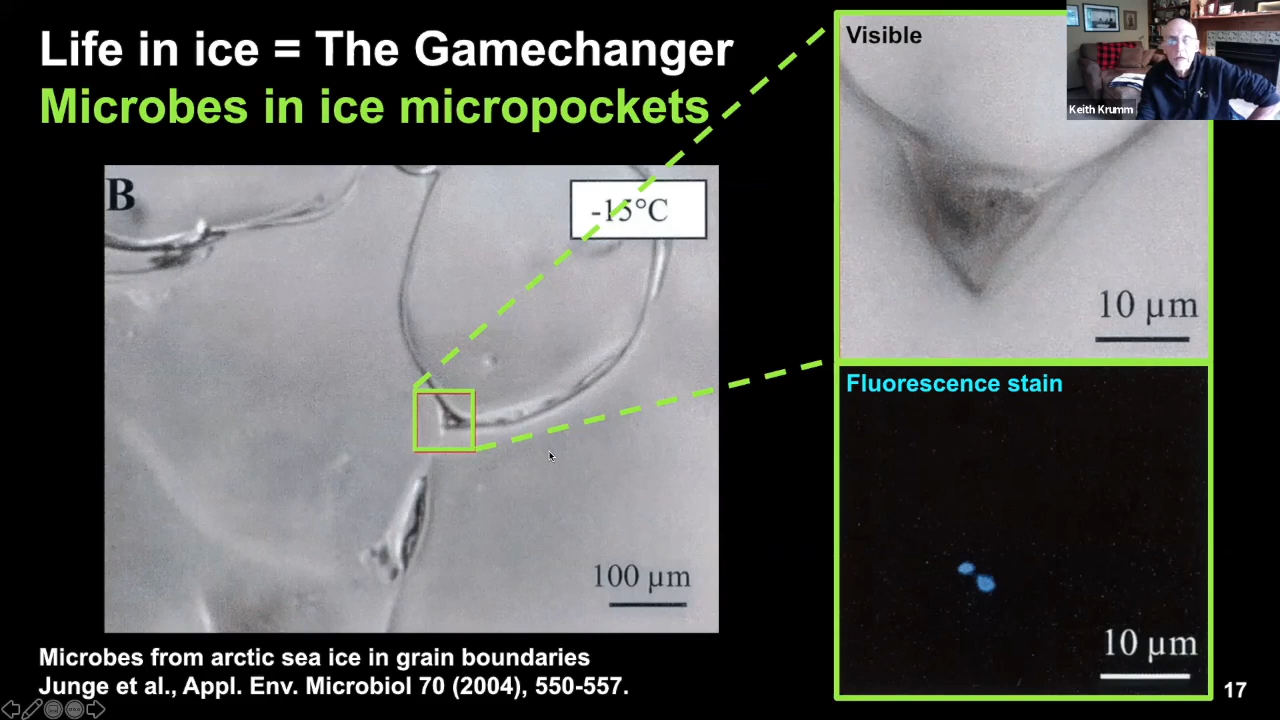 Life in ice = The Gamechanger
Microbes in ice micropockets
B
-15°C
100 µm
Visible
Keith Krumm
10 µm
Fluorescence stain
10 µm
Microbes from arctic sea ice in grain boundaries
Junge et al., Appl. Env. Microbiol 70 (2004), 550-557.
17